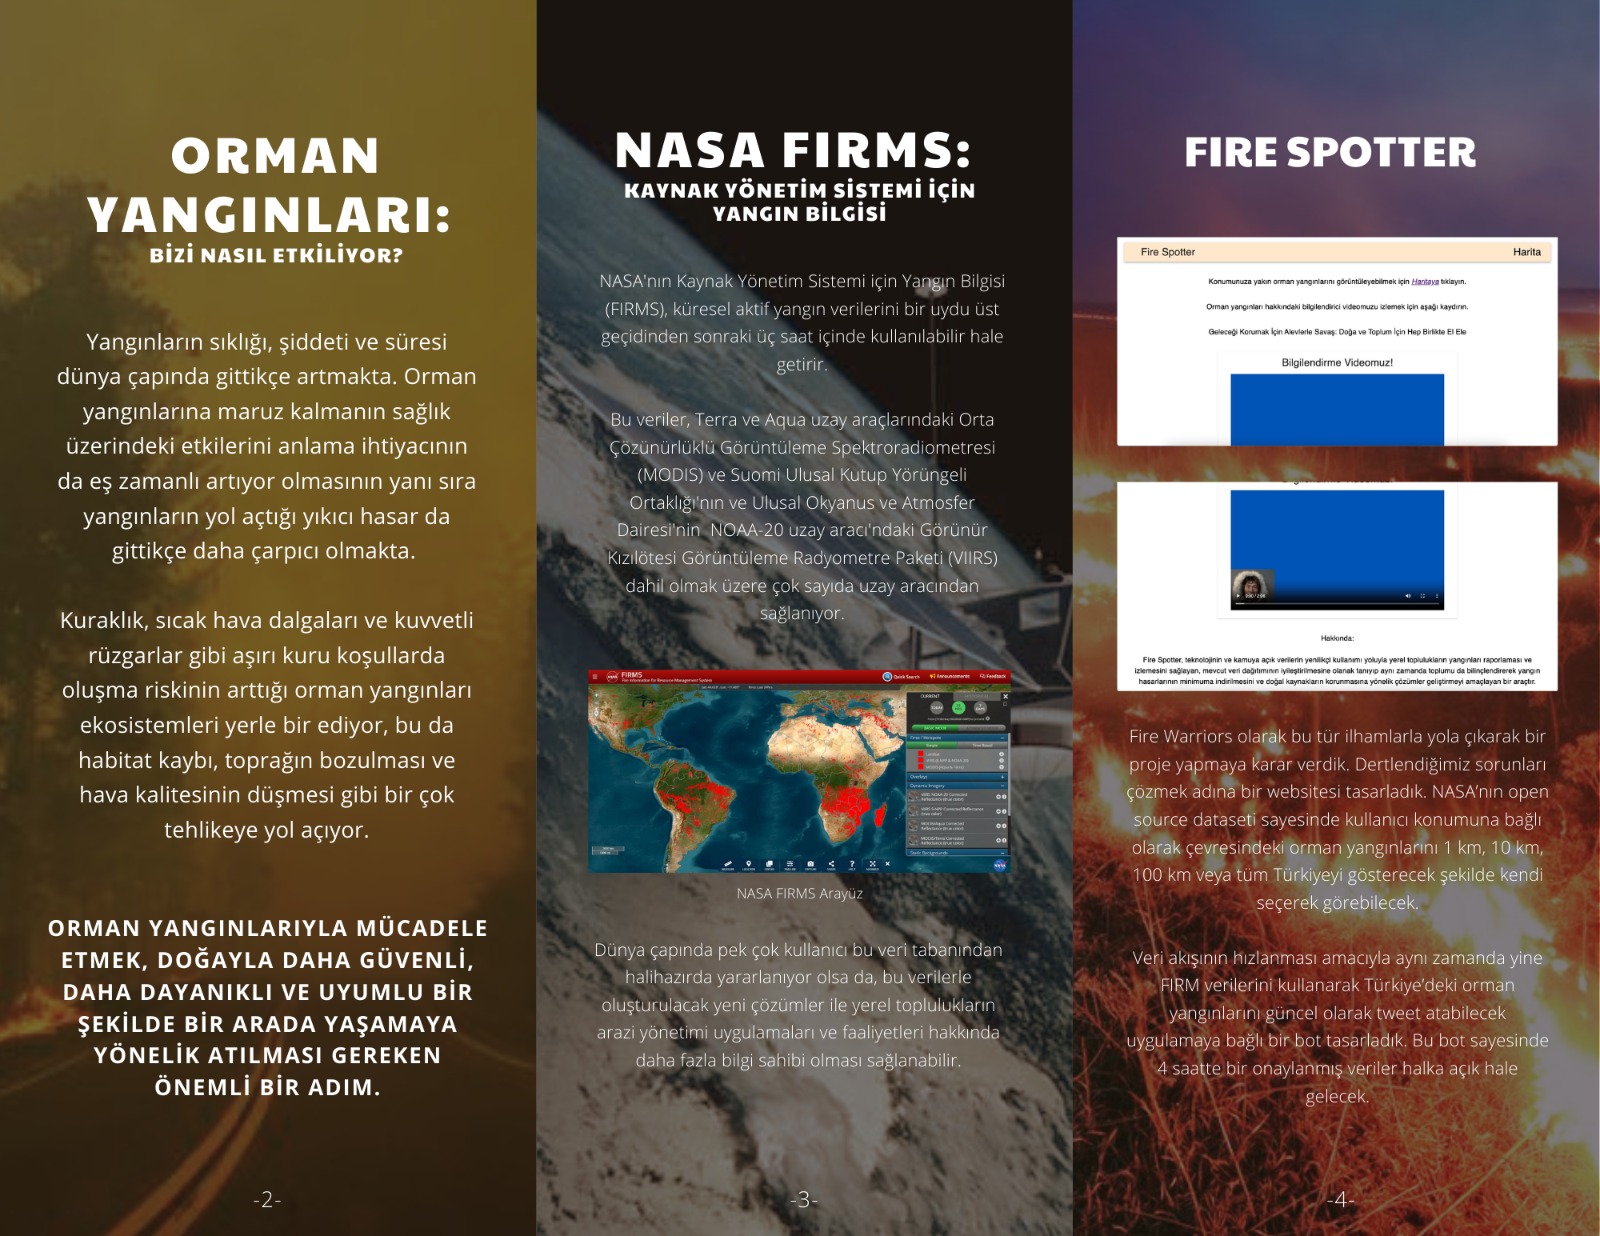 ORMAN
YANGINLARI:
BİZİ NASIL ETKİLİYOR?
Yangınların sıklığı, şiddeti ve süresi
dünya çapında gittikçe artmakta. Orman
yangınlarına maruz kalmanın sağlık
üzerindeki etkilerini anlama ihtiyacının
da eş zamanlı artıyor olmasının yanı sıra
yangınların yol açtığı yıkıcı hasar da
gittikçe daha çarpıcı olmakta.
Kuraklık, sıcak hava dalgaları ve kuvvetli
rüzgarlar gibi aşırı kuru koşullarda
oluşma riskinin arttığı orman yangınları
ekosistemleri yerle bir ediyor, bu da
habitat kaybı, toprağın bozulması ve
hava kalitesinin düşmesi gibi bir çok
tehlikeye yol açıyor.
ORMAN YANGINLARIYLA MÜCADELE
ETMEK, DOĞAYLA DAHA GÜVENLİ,
DAHA DAYANIKLI VE UYUMLU BİR
ŞEKİLDE BİR ARADA YAŞAMAYA
YÖNELİK ATILMASI GEREKEN
ÖNEMLİ BİR ADIM.
-2-
NASA FIRMS:
KAYNAK YÖNETİM SİSTEMİ İÇİN
YANGIN BİLGİSİ
NASA'nın Kaynak Yönetim Sistemi için Yangın Bilgisi
(FIRMS), küresel aktif yangın verilerini bir uydu üst
geçidinden sonraki üç saat içinde kullanılabilir hale
getirir.
Bu veriler, Terra ve Aqua uzay araçlarındaki Orta
Çözünürlüklü Görüntüleme Spektroradiometresi
(MODIS) ve Suomi Ulusal Kutup Yörüngeli
Ortaklığı'nın ve Ulusal Okyanus ve Atmosfer
Dairesi'nin NOAA-20 uzay aracı'ndaki Görünür
Kızılötesi Görüntüleme Radyometre Paketi (VIIRS)
dahil olmak üzere çok sayıda uzay aracından
sağlanıyor.
FIRMS
Fire Information for Resource Management System
Quick Search
Announcements
Feedback
CURRENT
Overlays
Dynamic Imagery
Static Backgrounds
NASA FIRMS Arayüz
Dünya çapında pek çok kullanıcı bu veri tabanından
halihazırda yararlanıyor olsa da, bu verilerle
oluşturulacak yeni çözümler ile yerel toplulukların
arazi yönetimi uygulamaları ve faaliyetleri hakkında
daha fazla bilgi sahibi olması sağlanabilir.
-3-
FIRE SPOTTER
Fire Spotter
Harita
Konumunuza yakın orman yangınlarını görüntüleyebilmek için Haritaya tıklayın.
Orman yangınları hakkındaki bilgilendirici videomuzu izlemek için aşağı kaydırın.
Geleceği Korumak İçin Alevlerle Savaş: Doğa ve Toplum İçin Hep Birlikte El Ele
Bilgilendirme Videomuz!
Hakkında:
Fire Spotter, teknolojinin ve kamuya açık verilerin yenilikçi kullanımı yoluyla yerel toplulukların yangınları raporlaması ve
izlemesini sağlayan, mevcut veri dağıtımının iyileştirilmesine olanak tanıyıp aynı zamanda toplumu da bilinçlendirerek yangın
hasarlarının minimuma indirilmesini ve doğal kaynakların korunmasına yönelik çözümler geliştirmeyi amaçlayan bir araçtır.
Fire Warriors olarak bu tür ilhamlarla yola çıkarak bir
proje yapmaya karar verdik. Dertlendiğimiz sorunları
çözmek adına bir websitesi tasarladık. NASA'nın open
source dataseti sayesinde kullanıcı konumuna bağlı
olarak çevresindeki orman yangınlarını 1 km, 10 km,
100 km veya tüm Türkiyeyi gösterecek şekilde kendi
seçerek görebilecek.
Veri akışının hızlanması amacıyla aynı zamanda yine
FIRM verilerini kullanarak Türkiye'deki orman
yangınlarını güncel olarak tweet atabilecek
uygulamaya bağlı bir bot tasarladık. Bu bot sayesinde
4 saatte bir onaylanmış veriler halka açık hale
gelecek.
-4-